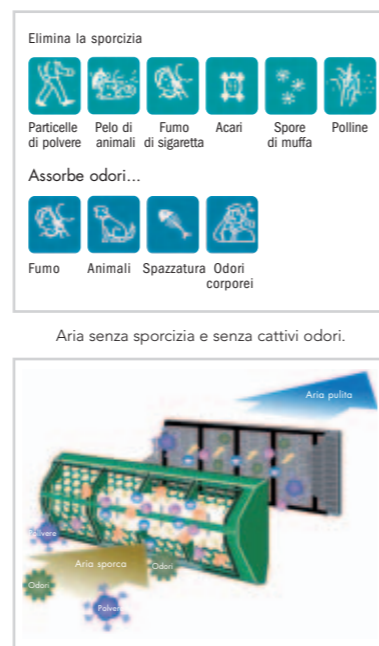 Elimina la sporcizia
Particelle di polvere
Pelo di animali
Fumo di sigaretta
Acari
Spore di muffa
Polline
Assorbe odori...
Fumo
Animali
Spazzatura
Odori corporei
Aria senza sporcizia e senza cattivi odori.
Aria pulita
Polvere
Aria sporca
Odori
Odori
Polveri